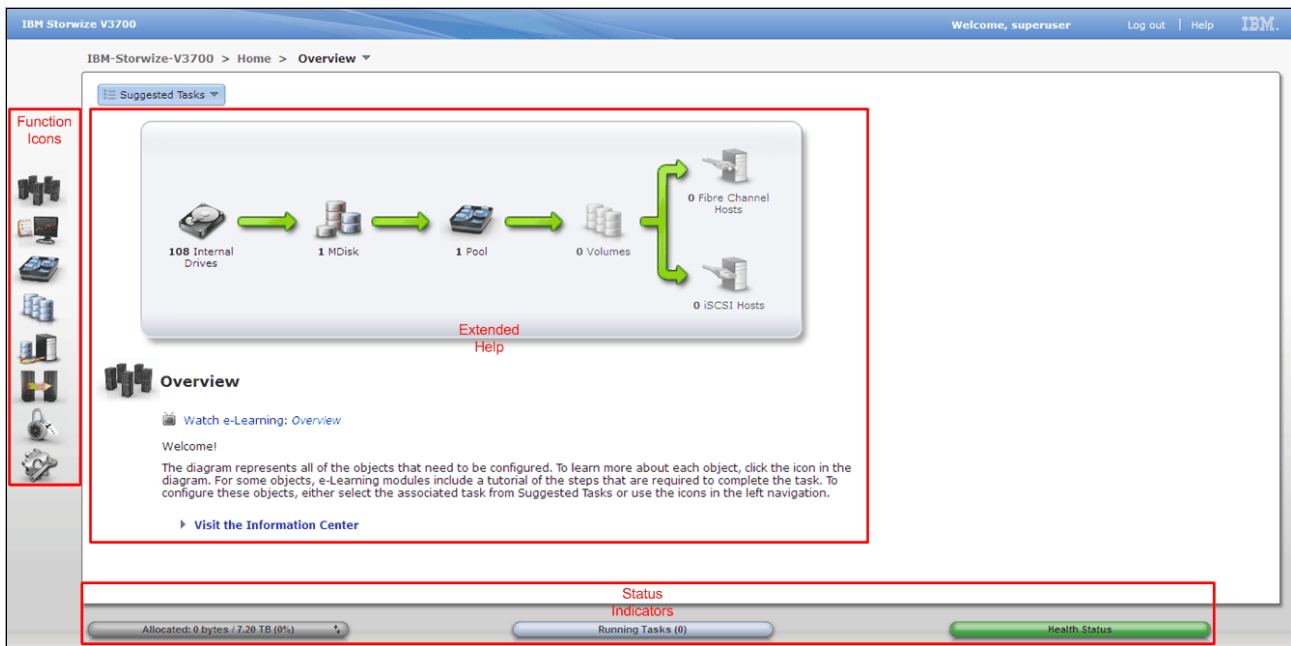 IBM Storwize V3700
Welcome, superuser
Log out | Help
IBM.
IBM-Storwize-V3700 > Home > Overview
Suggested Tasks
Function
Icons
108 Internal
Drives
1 MDisk
1 Pool
0 Volumes
0 Fibre Channel
Hosts
0 iSCSI Hosts
Extended
Help
Overview
Watch e-Learning: Overview
Welcome!
The diagram represents all of the objects that need to be configured. To learn more about each object, click the icon in the
diagram. For some objects, e-Learning modules include a tutorial of the steps that are required to complete the task. To
configure these objects, either select the associated task from Suggested Tasks or use the icons in the left navigation.
Visit the Information Center
Status
Indicators
Allocated: 0 bytes / 7.20 TB (0%)
Running Tasks (0)
Health Status